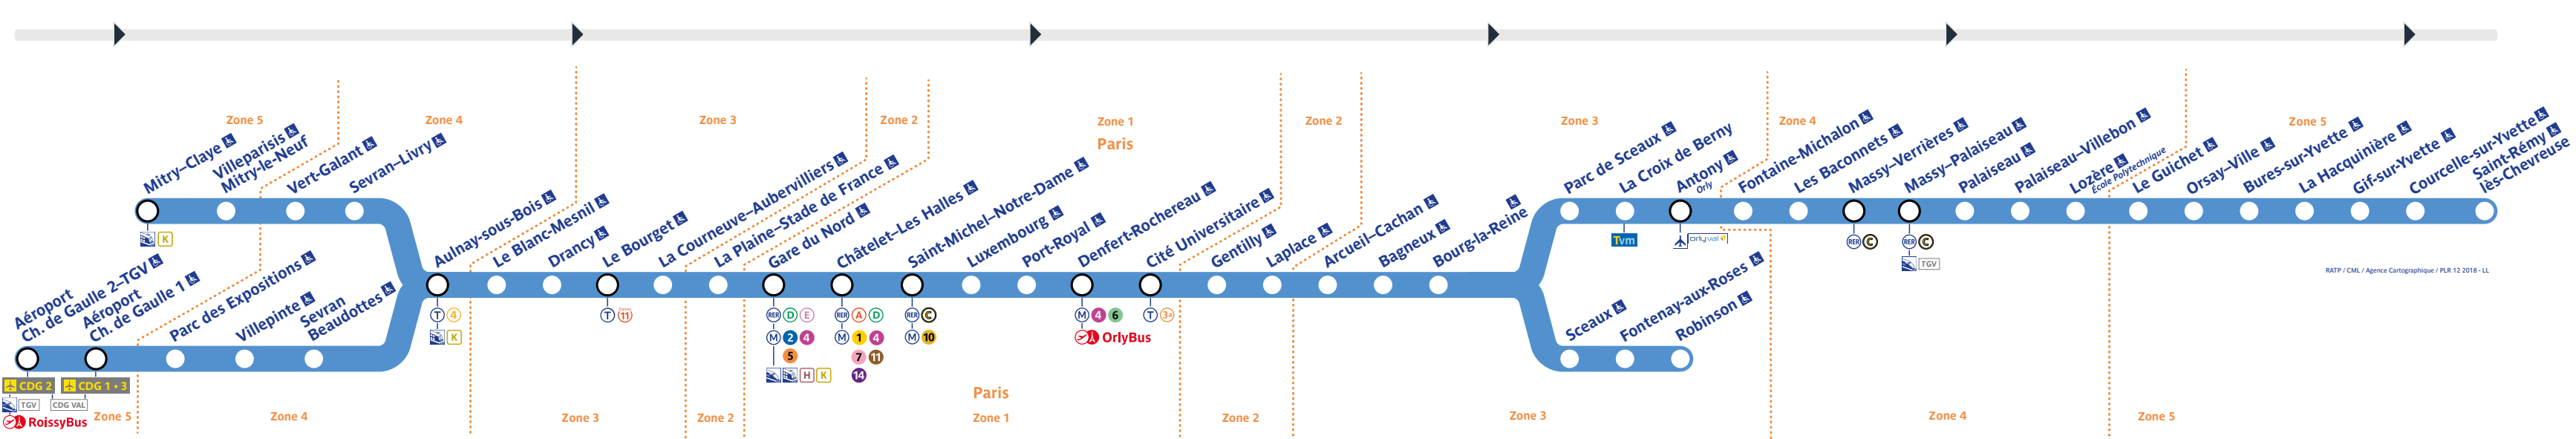 Zone 5
Zone 4
Zone 3
Zone 2
Zone 1
Paris
Zone 2
Zone 3
Zone 4
Zone 5
Mitry–Claye
Villeparisis
Mitry-le-Neuf
Vert-Galant
Sevran–Livry
K
Aéroport
Ch. de Gaulle 2–TGV
Aéroport
Ch. de Gaulle 1
Parc des Expositions
Villepinte
Sevran
Beaudottes
CDG 2
CDG 1 • 3
TGV
CDG VAL
RoissyBus
Aulnay-sous-Bois
T 4
K
Le Blanc-Mesnil
Drancy
Le Bourget
T 11
La Courneuve–Aubervilliers
La Plaine–Stade de France
Gare du Nord
RER D E
M 2 4
5
H K
Châtelet–Les Halles
RER A D
M 1 4
7 11
14
Saint-Michel–Notre-Dame
RER C
M 10
Luxembourg
Port-Royal
Denfert-Rochereau
M 4 6
OrlyBus
Cité Universitaire
T 3a
Gentilly
Laplace
Arcueil–Cachan
Bagneux
Bourg-la-Reine
Parc de Sceaux
La Croix de Berny
Tvm
Antony
Orly
orlyval
Fontaine-Michalon
Les Baconnets
Massy–Verrières
RER C
Massy–Palaiseau
RER C
TGV
Palaiseau
Palaiseau–Villebon
Lozère
École Polytechnique
Le Guichet
Orsay–Ville
Bures-sur-Yvette
La Hacquinière
Gif-sur-Yvette
Courcelle-sur-Yvette
Saint-Rémy
lès-Chevreuse
Sceaux
Fontenay-aux-Roses
Robinson
RATP / CML / Agence Cartographique / PLR 12 2018 - LL
Zone 5
Zone 4
Zone 3
Zone 2
Paris
Zone 1
Zone 2
Zone 3
Zone 4
Zone 5